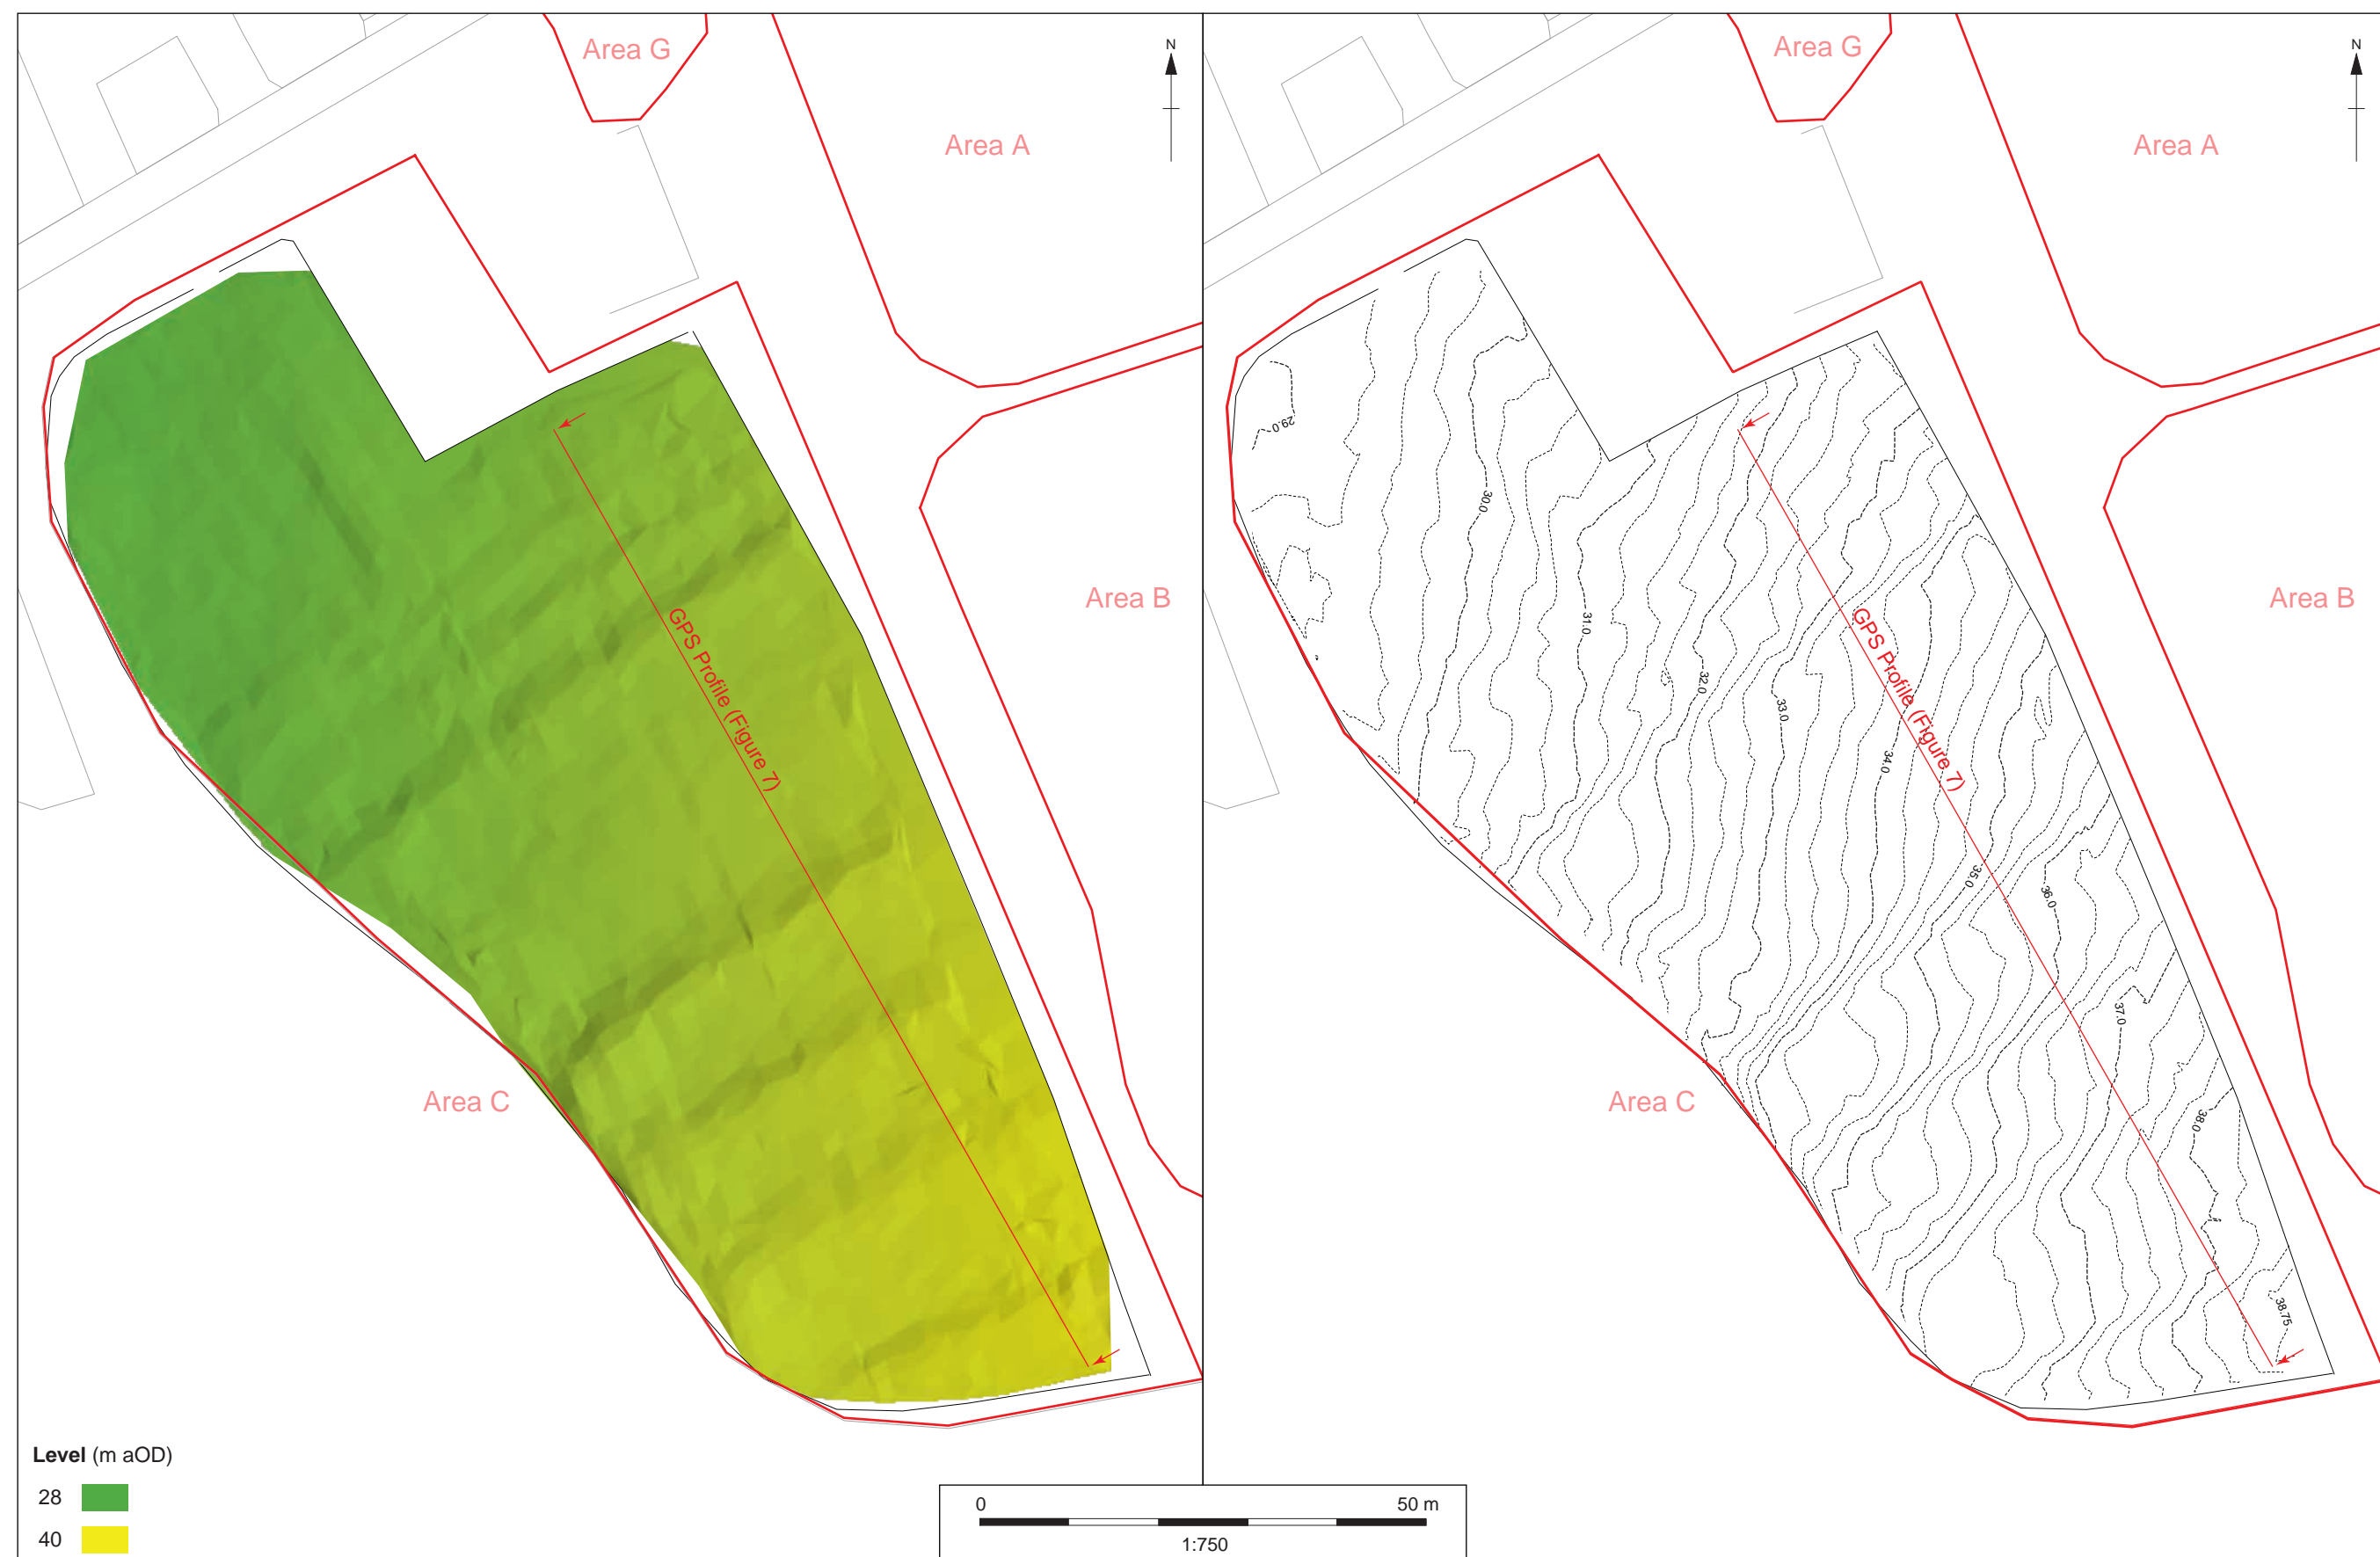 Area G
N
Area A
Area B
GPS Profile (Figure 7)
Area C
Level (m aOD)
28
40
Area G
N
Area A
29.0
30.0
Area B
31.0
GPS Profile (Figure 7)
32.0
33.0
34.0
35.0
36.0
37.0
Area C
38.0
38.75
0 50 m
1:750